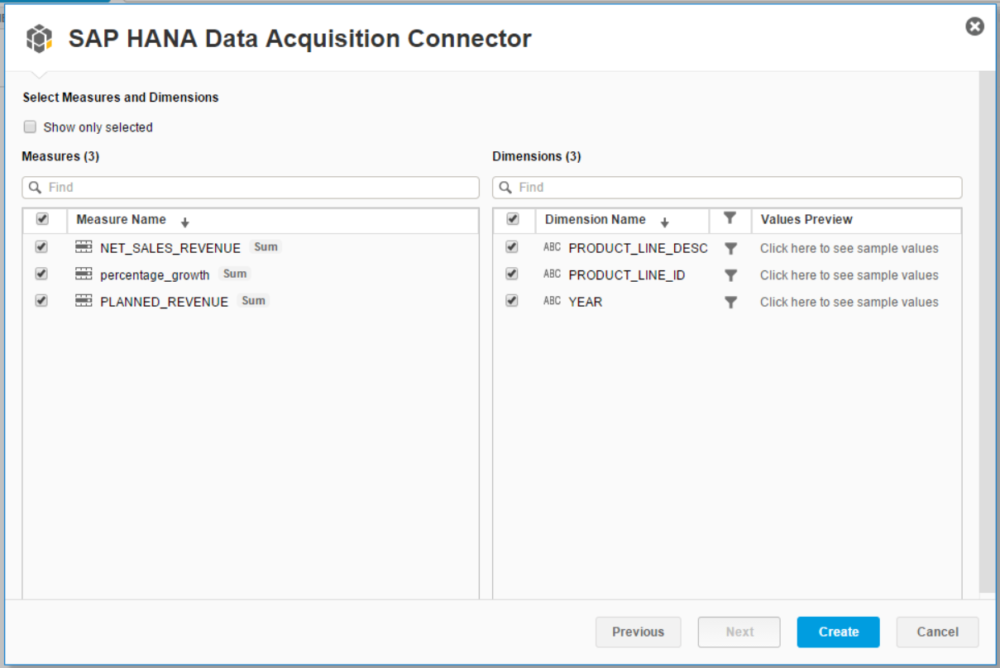 SAP HANA Data Acquisition Connector
Select Measures and Dimensions
Show only selected
Measures (3)
Find
Measure Name
NET_SALES_REVENUE Sum
percentage_growth Sum
PLANNED_REVENUE Sum
Dimensions (3)
Find
Dimension Name Values Preview
ABC PRODUCT_LINE_DESC Click here to see sample values
ABC PRODUCT_LINE_ID Click here to see sample values
ABC YEAR Click here to see sample values
Previous Next Create Cancel